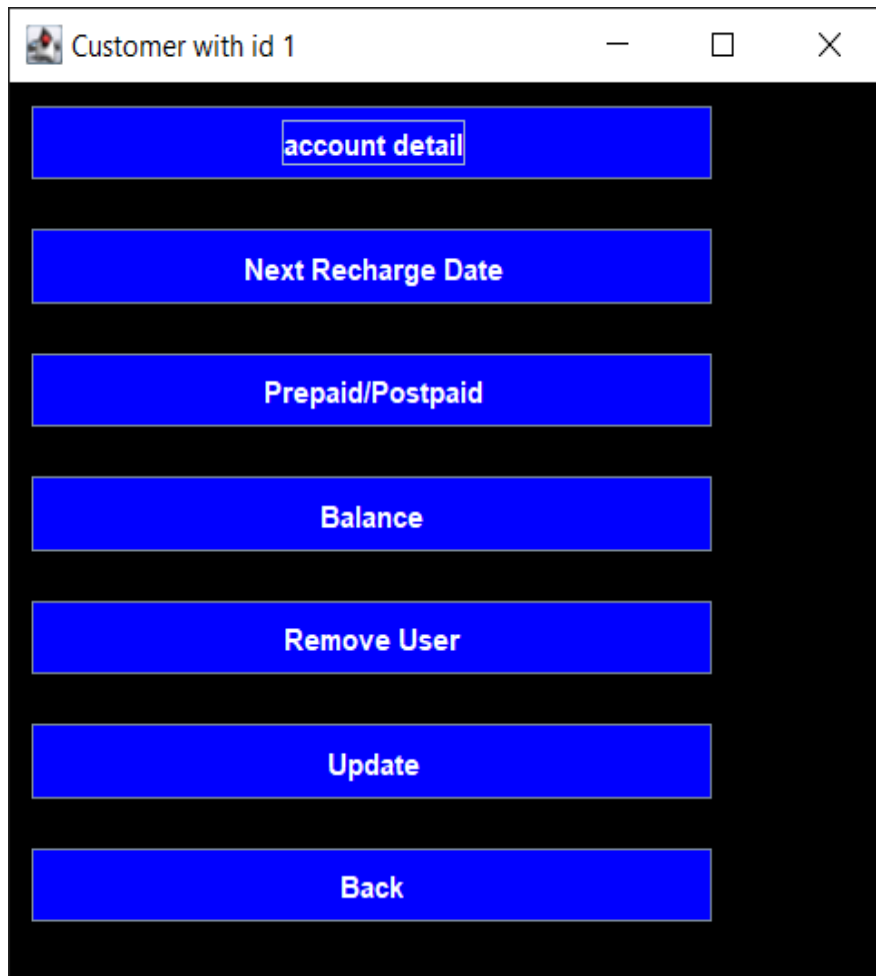 Customer with id 1
account detail
Next Recharge Date
Prepaid/Postpaid
Balance
Remove User
Update
Back